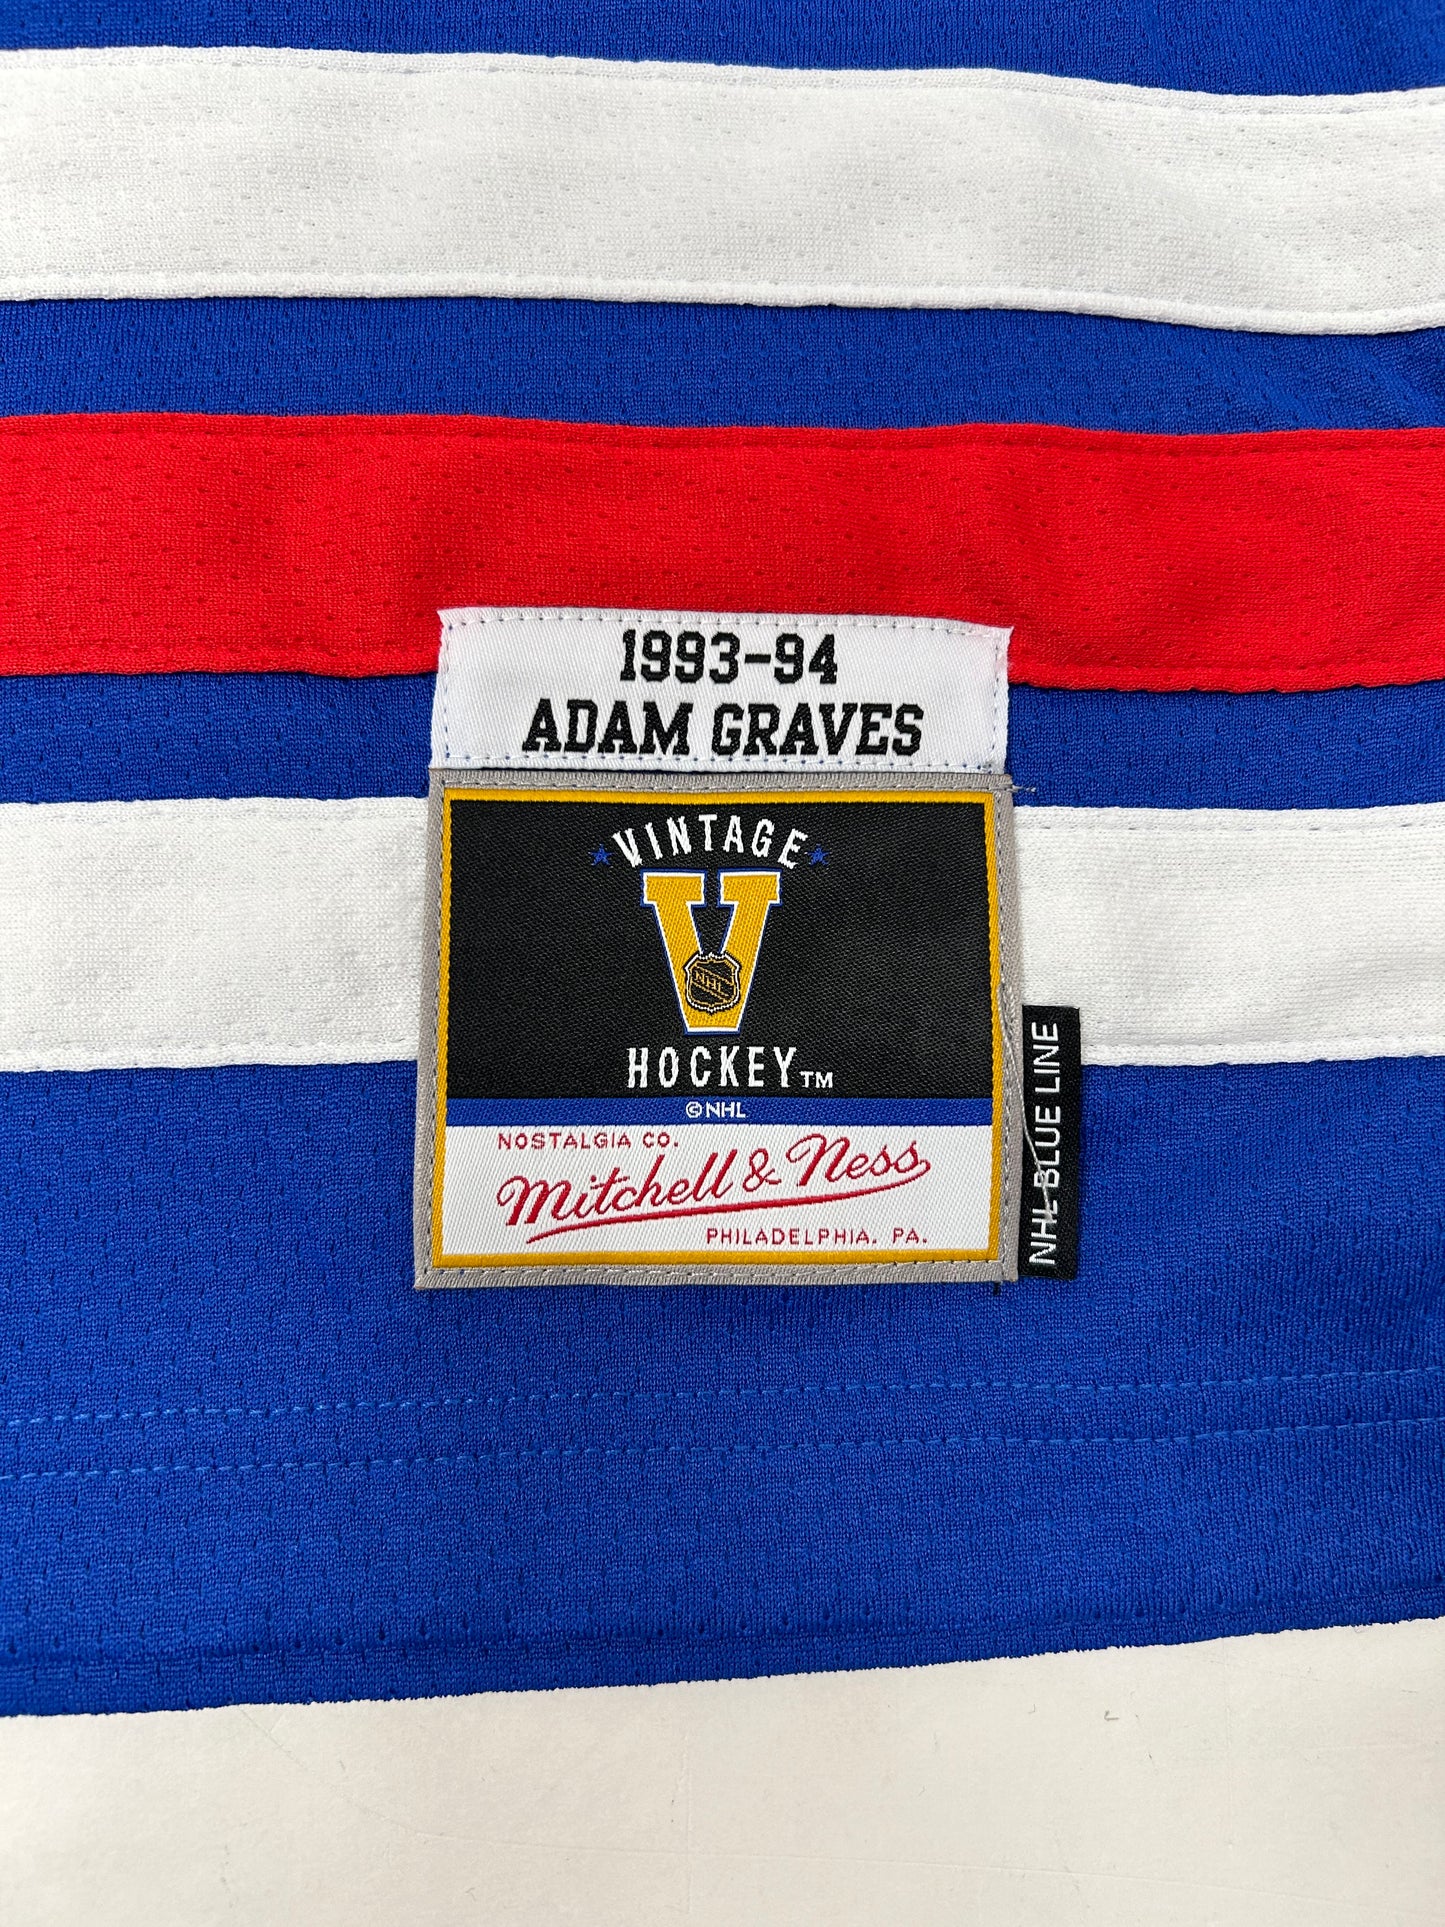 1993-94
ADAM GRAVES
VINTAGE
V
NHL
HOCKEY™
©NHL
NOSTALGIA CO.
Mitchell & Ness
PHILADELPHIA. PA.
NHL BLUE LINE